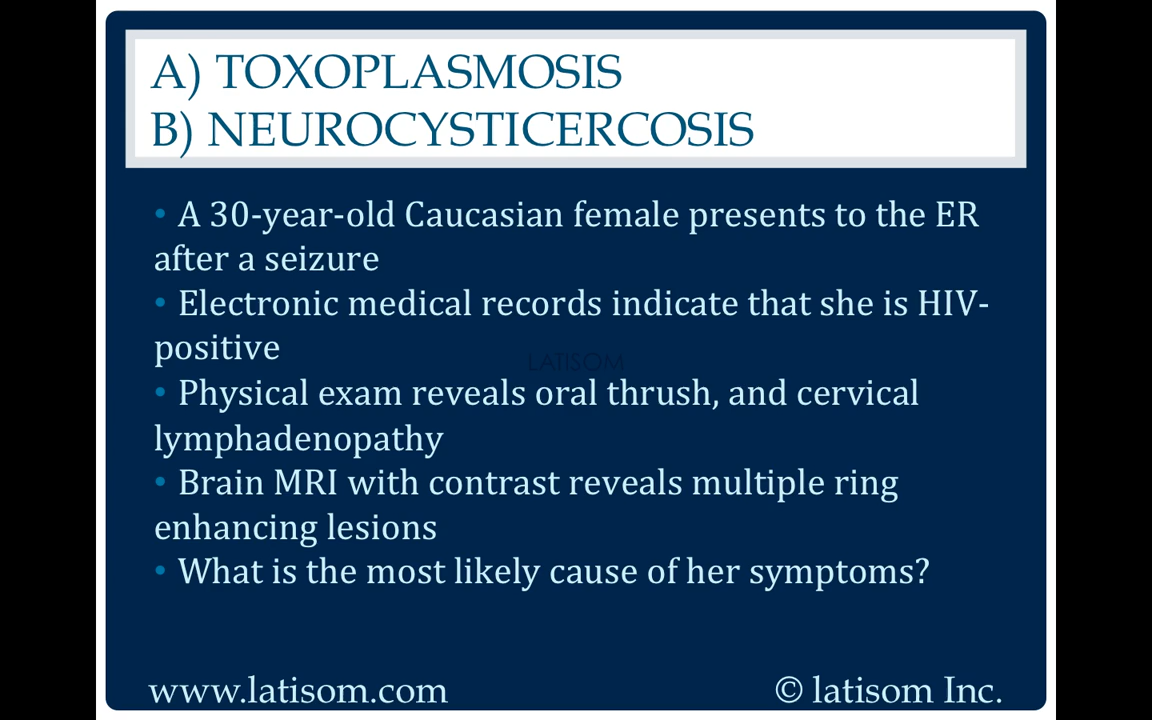 A) TOXOPLASMOSIS
B) NEUROCYSTICERCOSIS
• A 30-year-old Caucasian female presents to the ER
after a seizure
• Electronic medical records indicate that she is HIV-
positive
LATISOM
• Physical exam reveals oral thrush, and cervical
lymphadenopathy
• Brain MRI with contrast reveals multiple ring
enhancing lesions
• What is the most likely cause of her symptoms?
www.latisom.com
© latisom Inc.